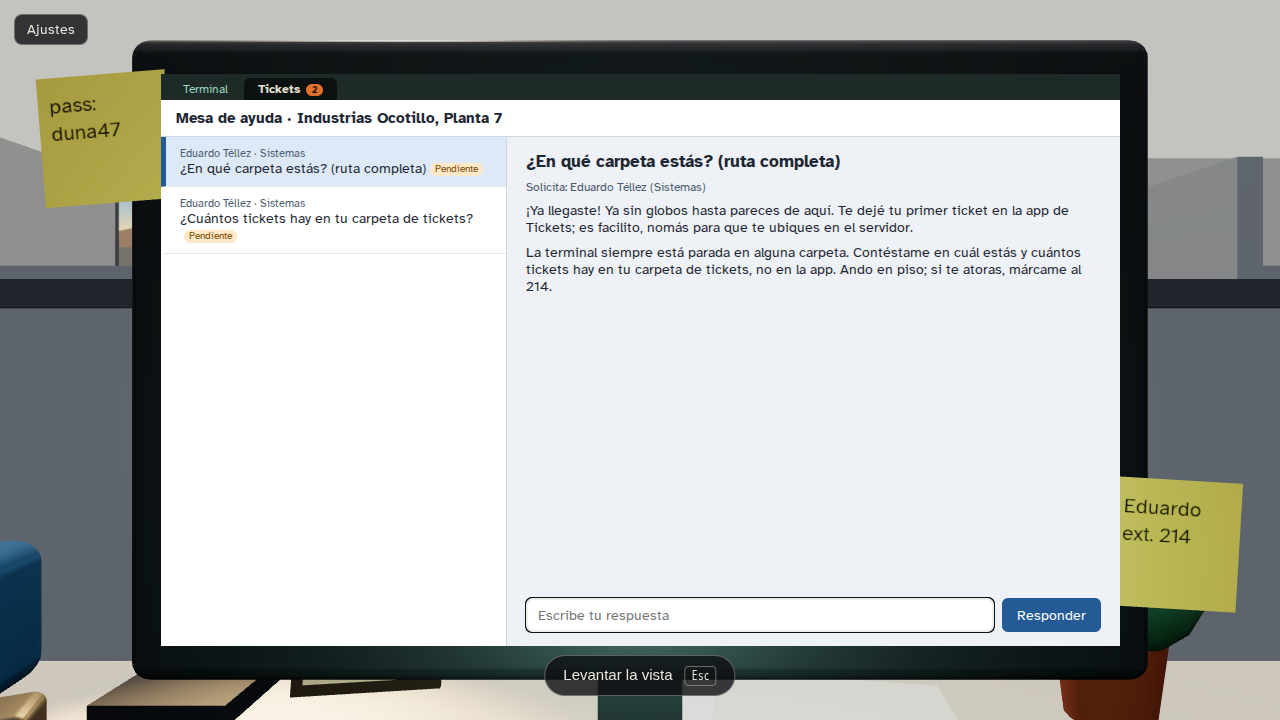 Ajustes
pass:
duna47
Terminal
Tickets 2
Mesa de ayuda · Industrias Ocotillo, Planta 7
Eduardo Téllez · Sistemas
¿En qué carpeta estás? (ruta completa) Pendiente
Eduardo Téllez · Sistemas
¿Cuántos tickets hay en tu carpeta de tickets?
Pendiente
¿En qué carpeta estás? (ruta completa)
Solicita: Eduardo Téllez (Sistemas)
¡Ya llegaste! Ya sin globos hasta pareces de aquí. Te dejé tu primer ticket en la app de
Tickets; es facilito, nomás para que te ubiques en el servidor.
La terminal siempre está parada en alguna carpeta. Contéstame en cuál estás y cuántos
tickets hay en tu carpeta de tickets, no en la app. Ando en piso; si te atoras, márcame al
214.
Escribe tu respuesta
Responder
Eduardo
ext. 214
Levantar la vista Esc